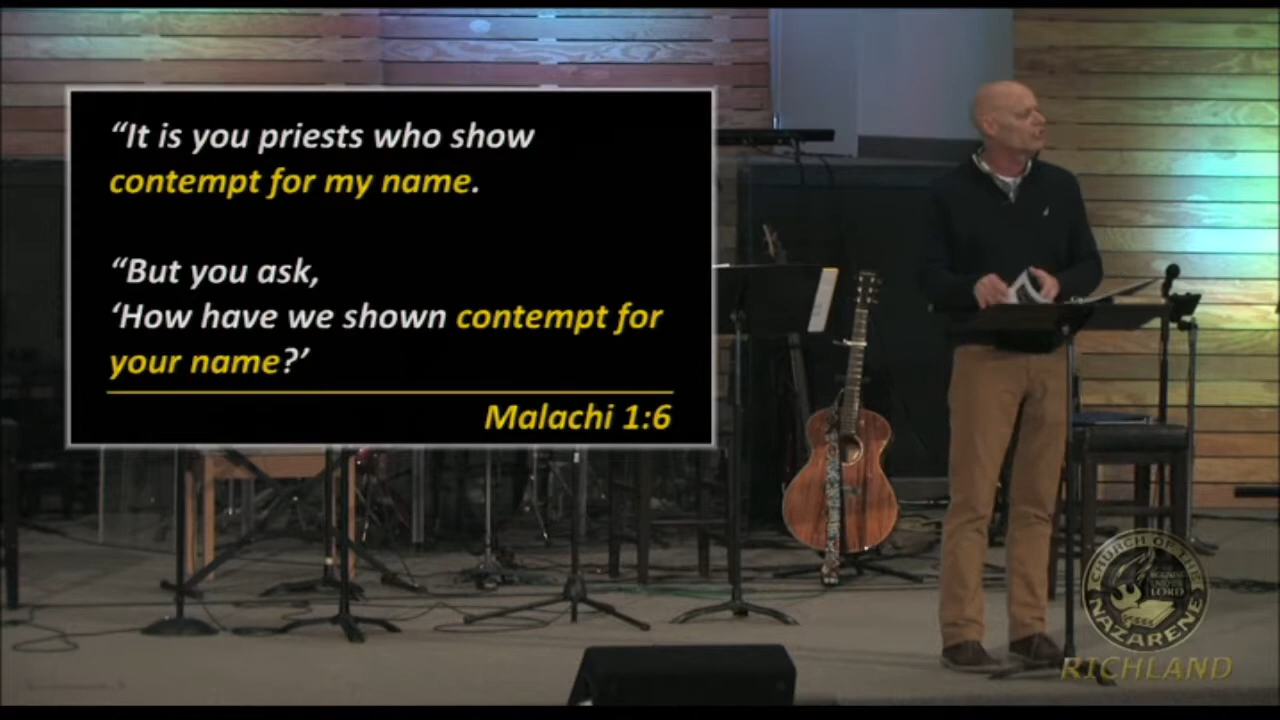 “It is you priests who show
contempt for my name.
“But you ask,
‘How have we shown contempt for
your name?’
Malachi 1:6
CHURCH OF THE
NAZARENE
LORD
RICHLAND